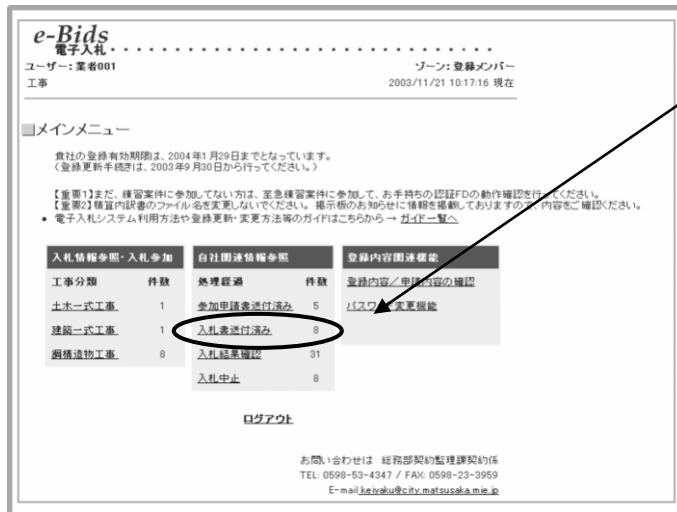 e-Bids
電子入札
ユーザー：業者001 ゾーン：登録メンバー
工事 2003/11/21 10:17:16 現在
メインメニュー
貴社の登録有効期限は、2004年1月29日までとなっています。
（登録更新手続きは、2003年9月30日から行ってください。）
【重要1】まだ、練習案件に参加してない方は、至急練習案件に参加して、お手持ちの認証FDの動作確認を行ってください。
【重要2】積算内訳書のファイル名を変更しないでください。 掲示板のお知らせに情報を掲載しておりますので、内容をご確認ください。
• 電子入札システム利用方法や登録更新・変更方法等のガイドはこちらから → ガイド一覧へ
入札情報参照・入札参加 自社関連情報参照 登録内容関連機能
工事分類 件数 処理経過 件数 登録内容／申請内容の確認
土木一式工事 1 参加申請書送付済み 5 パスワード変更機能
建築一式工事 1 入札書送付済み 8
鋼構造物工事 8 入札結果確認 31
入札中止 8
ログアウト
お問い合わせは 総務部契約監理課契約係
TEL: 0598-53-4347 / FAX: 0598-23-3959
E-mail keiyaku@city.matsusaka.mie.jp